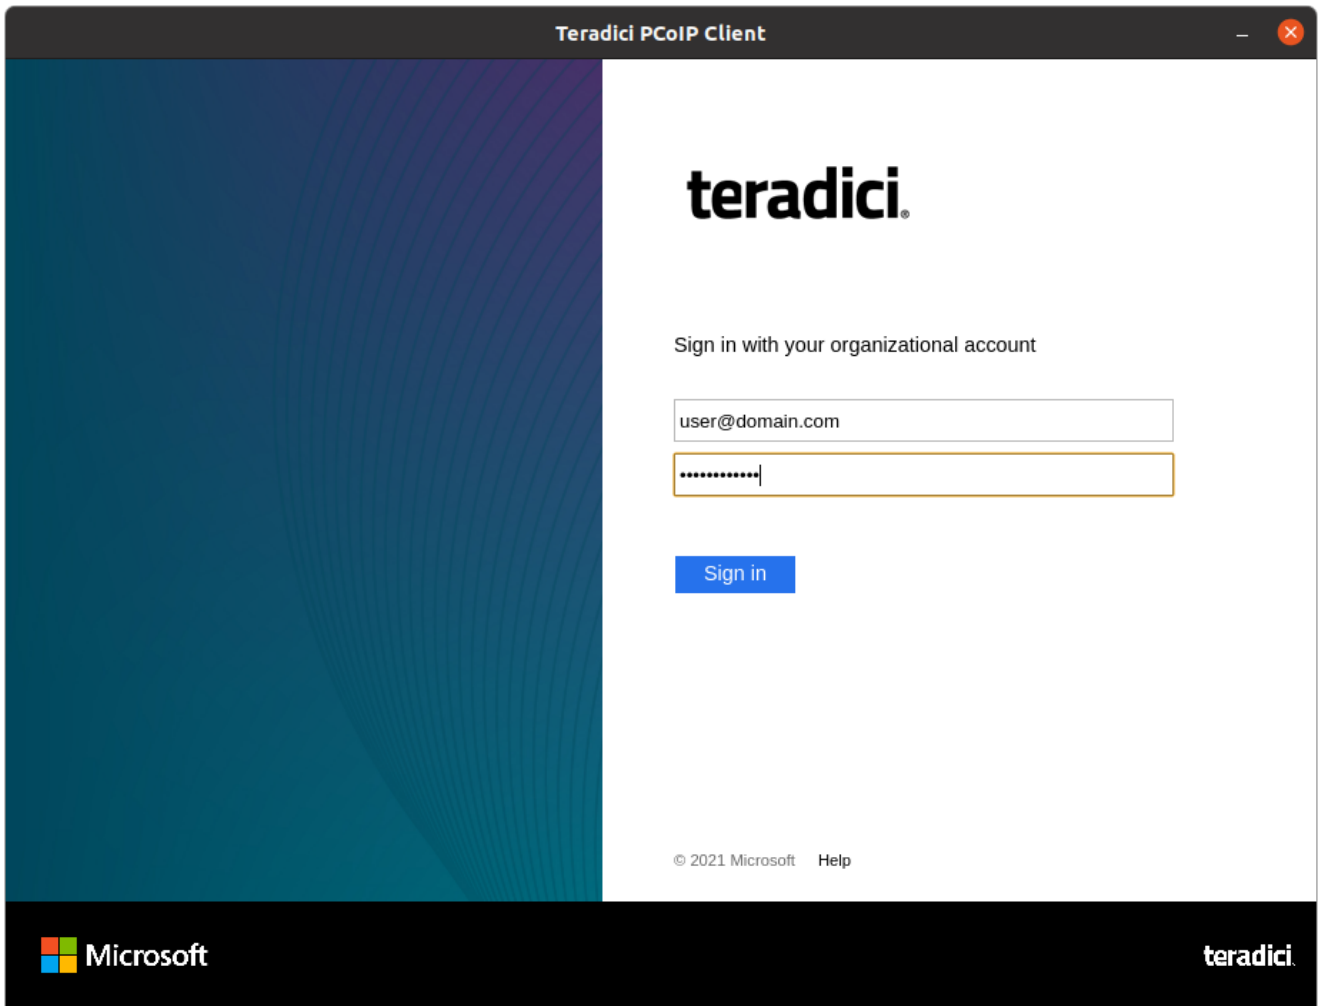 Teradici PCoIP Client
teradici®
Sign in with your organizational account
user@domain.com
••••••••••••
Sign in
© 2021 Microsoft Help
Microsoft
teradici